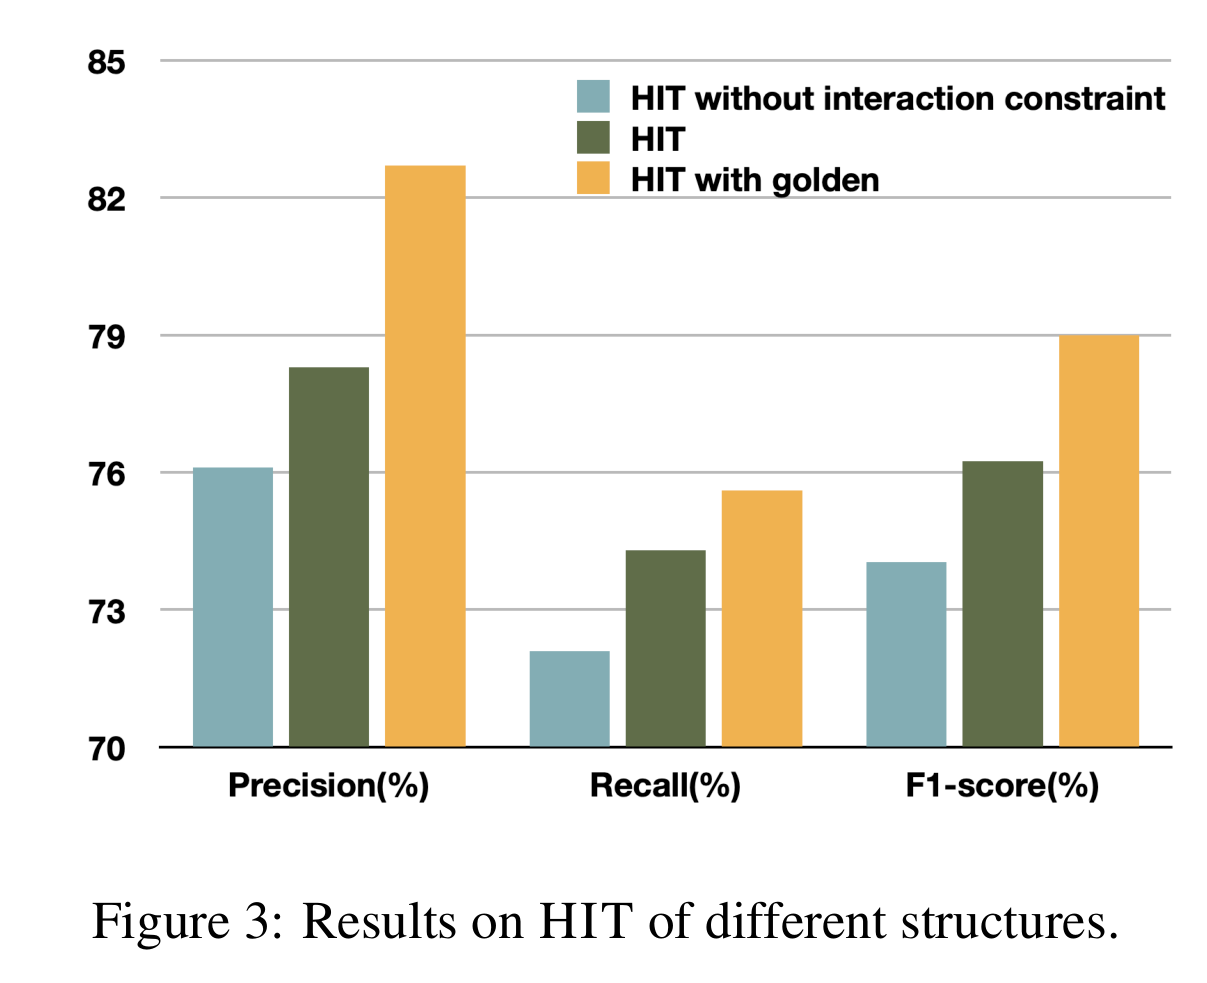 85
HIT without interaction constraint
HIT
HIT with golden
82
79
76
73
70
Precision(%)
Recall(%)
F1-score(%)
Figure 3: Results on HIT of different structures.